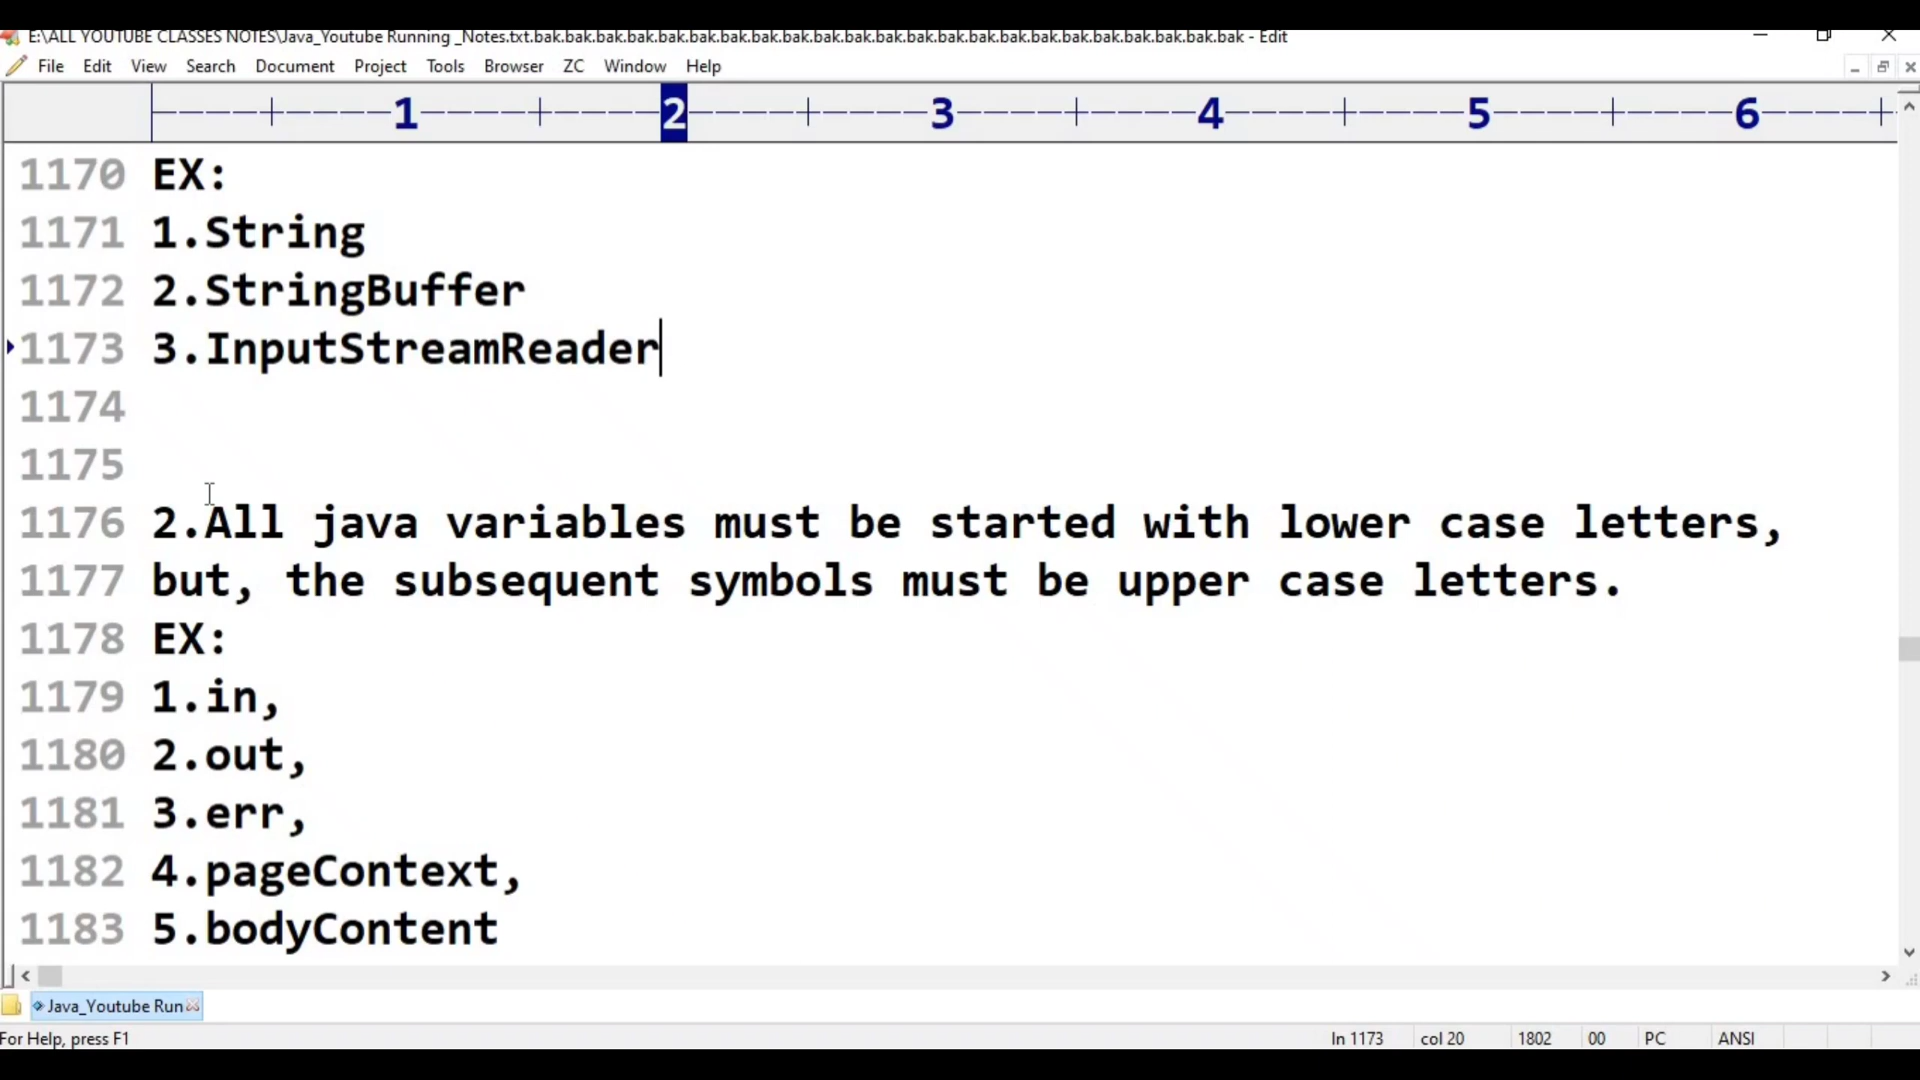 E:\ALL YOUTUBE CLASSES NOTES\Java_Youtube Running _Notes.txt.bak.bak.bak.bak.bak.bak.bak.bak.bak.bak.bak.bak.bak.bak.bak.bak.bak.bak.bak.bak.bak.bak.bak - Edit
File Edit View Search Document Project Tools Browser ZC Window Help
1 2 3 4 5 6
1170 EX:
1171 1.String
1172 2.StringBuffer
1173 3.InputStreamReader
1174
1175
1176 2.All java variables must be started with lower case letters,
1177 but, the subsequent symbols must be upper case letters.
1178 EX:
1179 1.in,
1180 2.out,
1181 3.err,
1182 4.pageContext,
1183 5.bodyContent
Java_Youtube Run
For Help, press F1 ln 1173 col 20 1802 00 PC ANSI